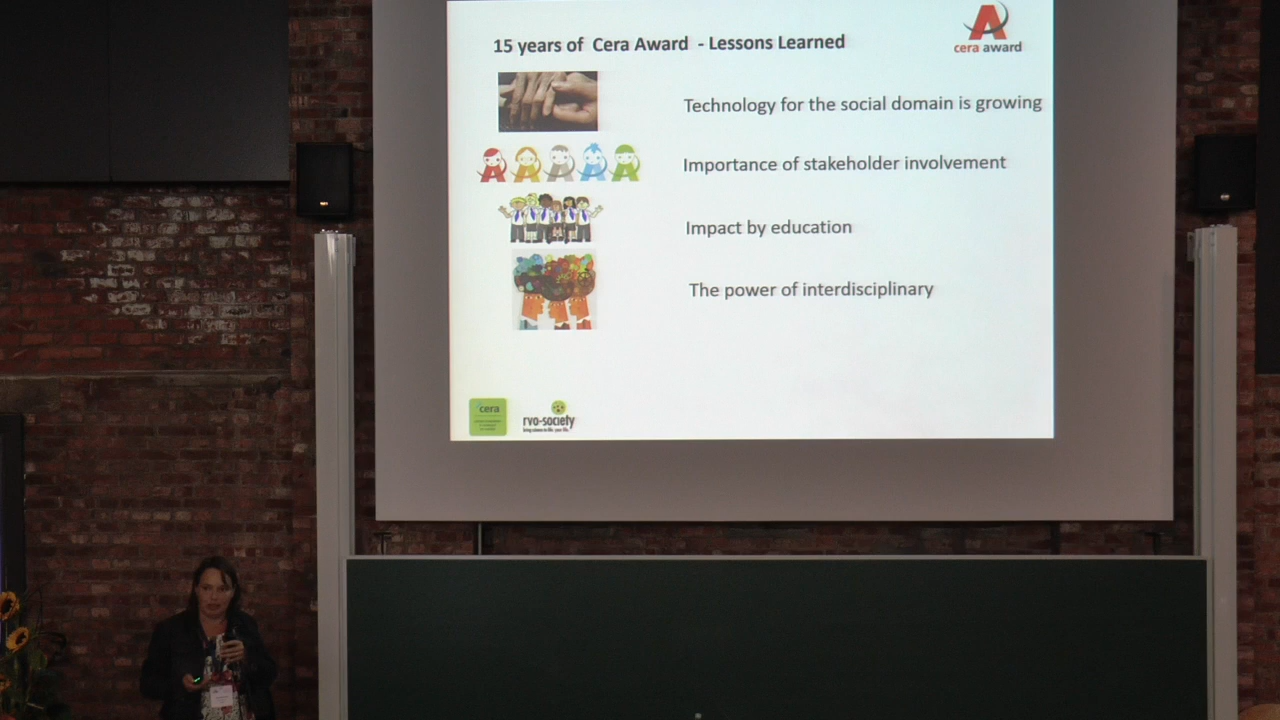 15 years of Cera Award - Lessons Learned
cera award
Technology for the social domain is growing
Importance of stakeholder involvement
Impact by education
The power of interdisciplinary
cera
rvo-society